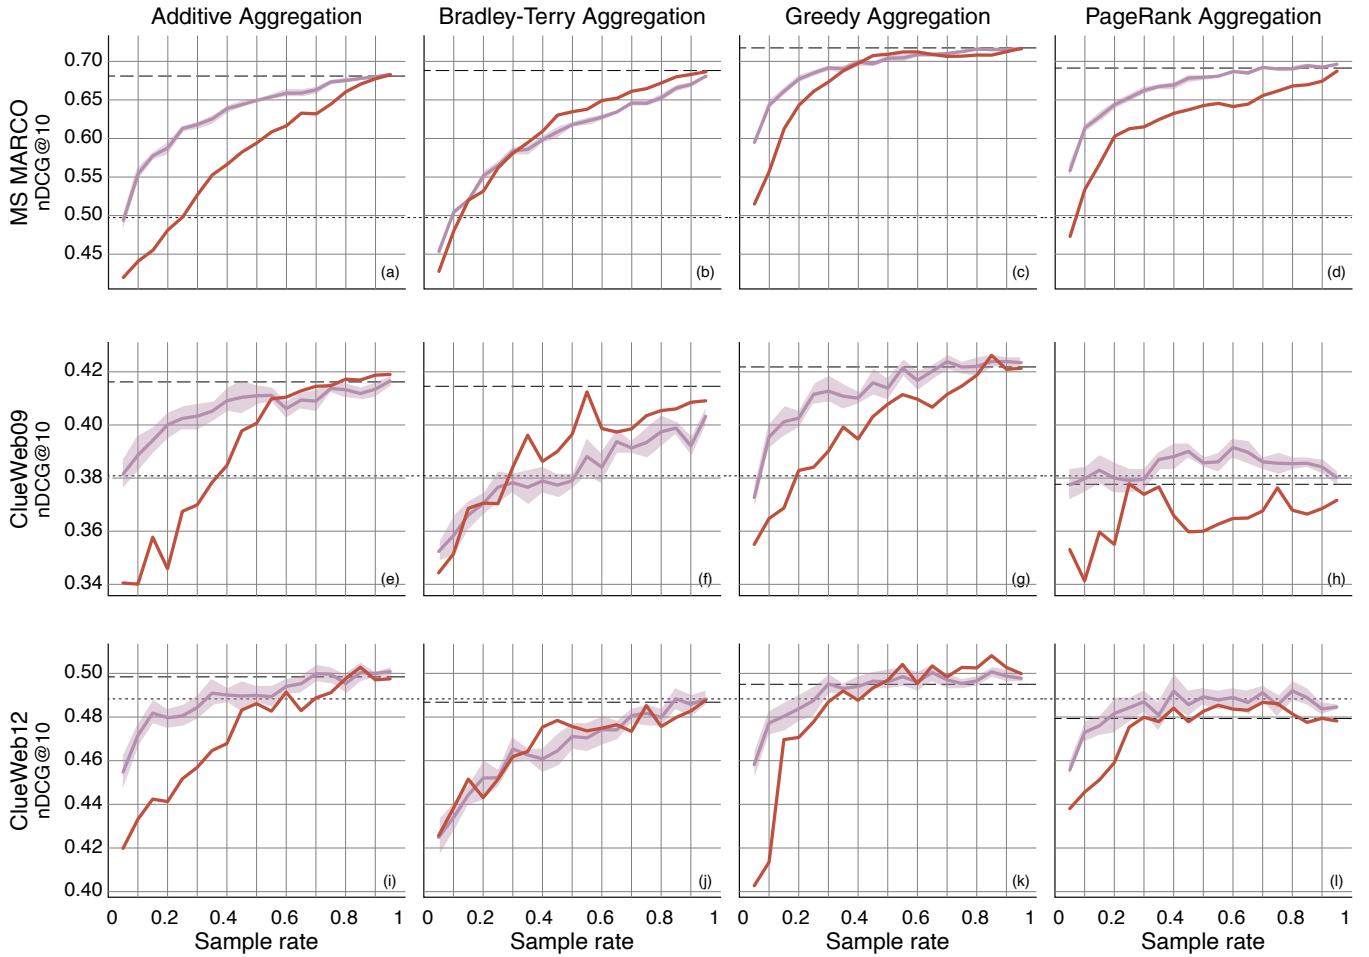 Additive Aggregation
Bradley-Terry Aggregation
Greedy Aggregation
PageRank Aggregation
MS MARCO
nDCG@10
0.70
0.65
0.60
0.55
0.50
0.45
(a)
(b)
(c)
(d)
ClueWeb09
nDCG@10
0.42
0.40
0.38
0.36
0.34
(e)
(f)
(g)
(h)
ClueWeb12
nDCG@10
0.50
0.48
0.46
0.44
0.42
0.40
(i)
(j)
(k)
(l)
0 0.2 0.4 0.6 0.8 1
0 0.2 0.4 0.6 0.8 1
0 0.2 0.4 0.6 0.8 1
0 0.2 0.4 0.6 0.8 1
Sample rate
Sample rate
Sample rate
Sample rate